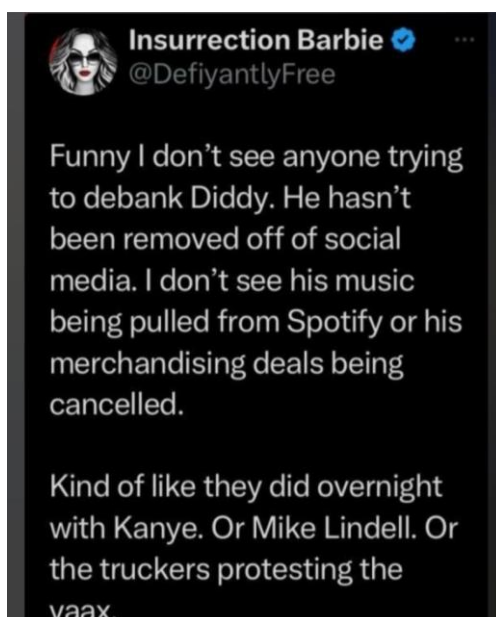 Insurrection Barbie
@DefiyantlyFree
Funny I don’t see anyone trying
to debank Diddy. He hasn’t
been removed off of social
media. I don’t see his music
being pulled from Spotify or his
merchandising deals being
cancelled.
Kind of like they did overnight
with Kanye. Or Mike Lindell. Or
the truckers protesting the
vaax.